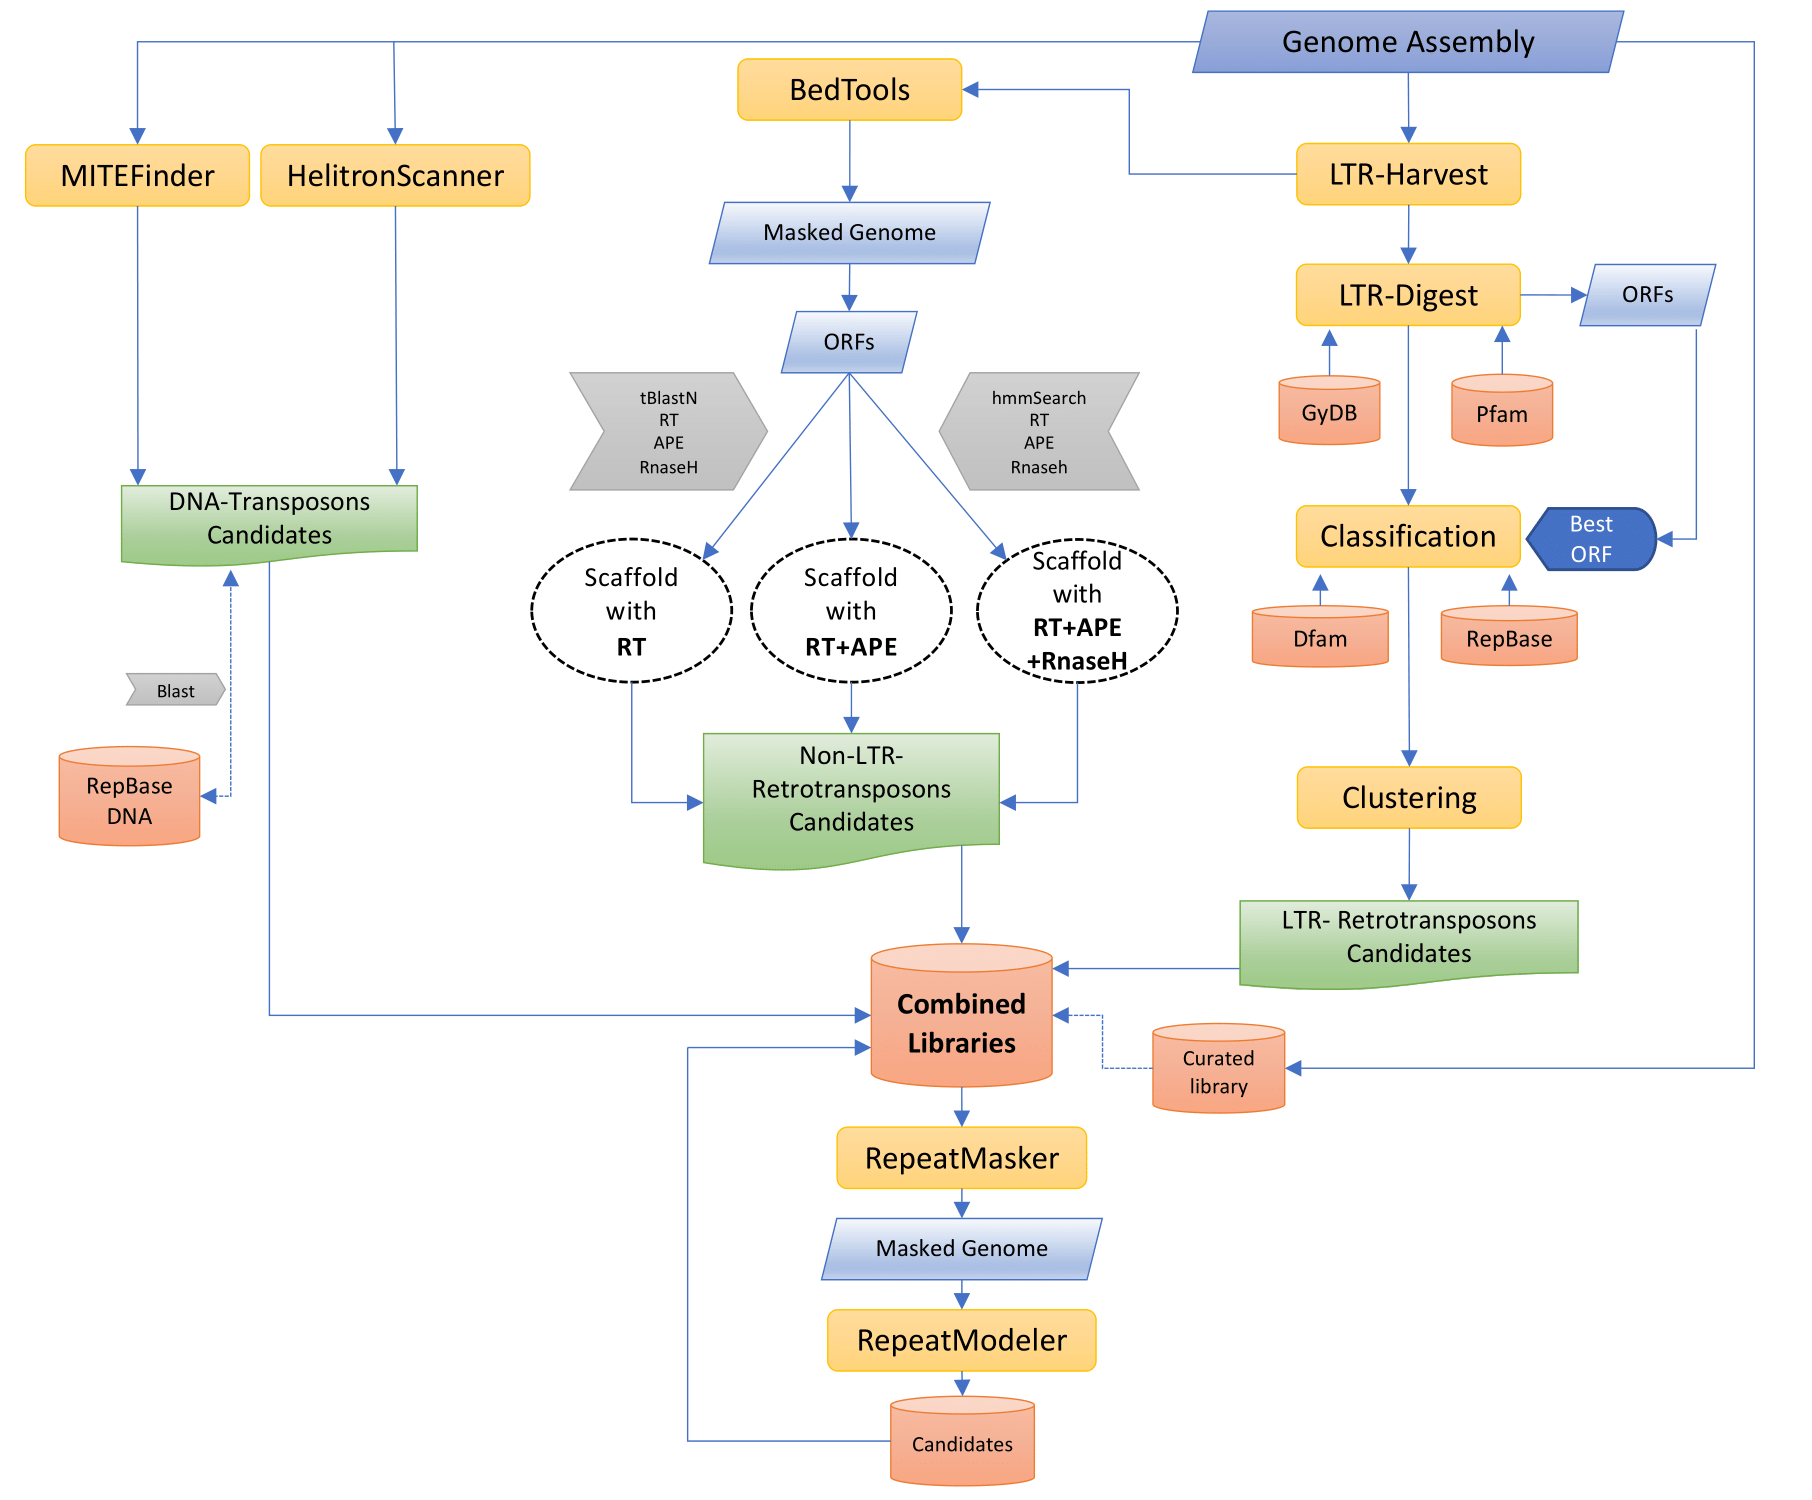 Genome Assembly
BedTools
MITEFinder
HelitronScanner
LTR-Harvest
Masked Genome
LTR-Digest
ORFs
ORFs
tBlastN
RT
APE
RnaseH
hmmSearch
RT
APE
Rnaseh
GyDB
Pfam
DNA-Transposons
Candidates
Classification
Best
ORF
Scaffold
with
RT
Scaffold
with
RT+APE
Scaffold
with
RT+APE
+RnaseH
Dfam
RepBase
Blast
RepBase
DNA
Non-LTR-
Retrotransposons
Candidates
Clustering
LTR- Retrotransposons
Candidates
Combined
Libraries
Curated
library
RepeatMasker
Masked Genome
RepeatModeler
Candidates